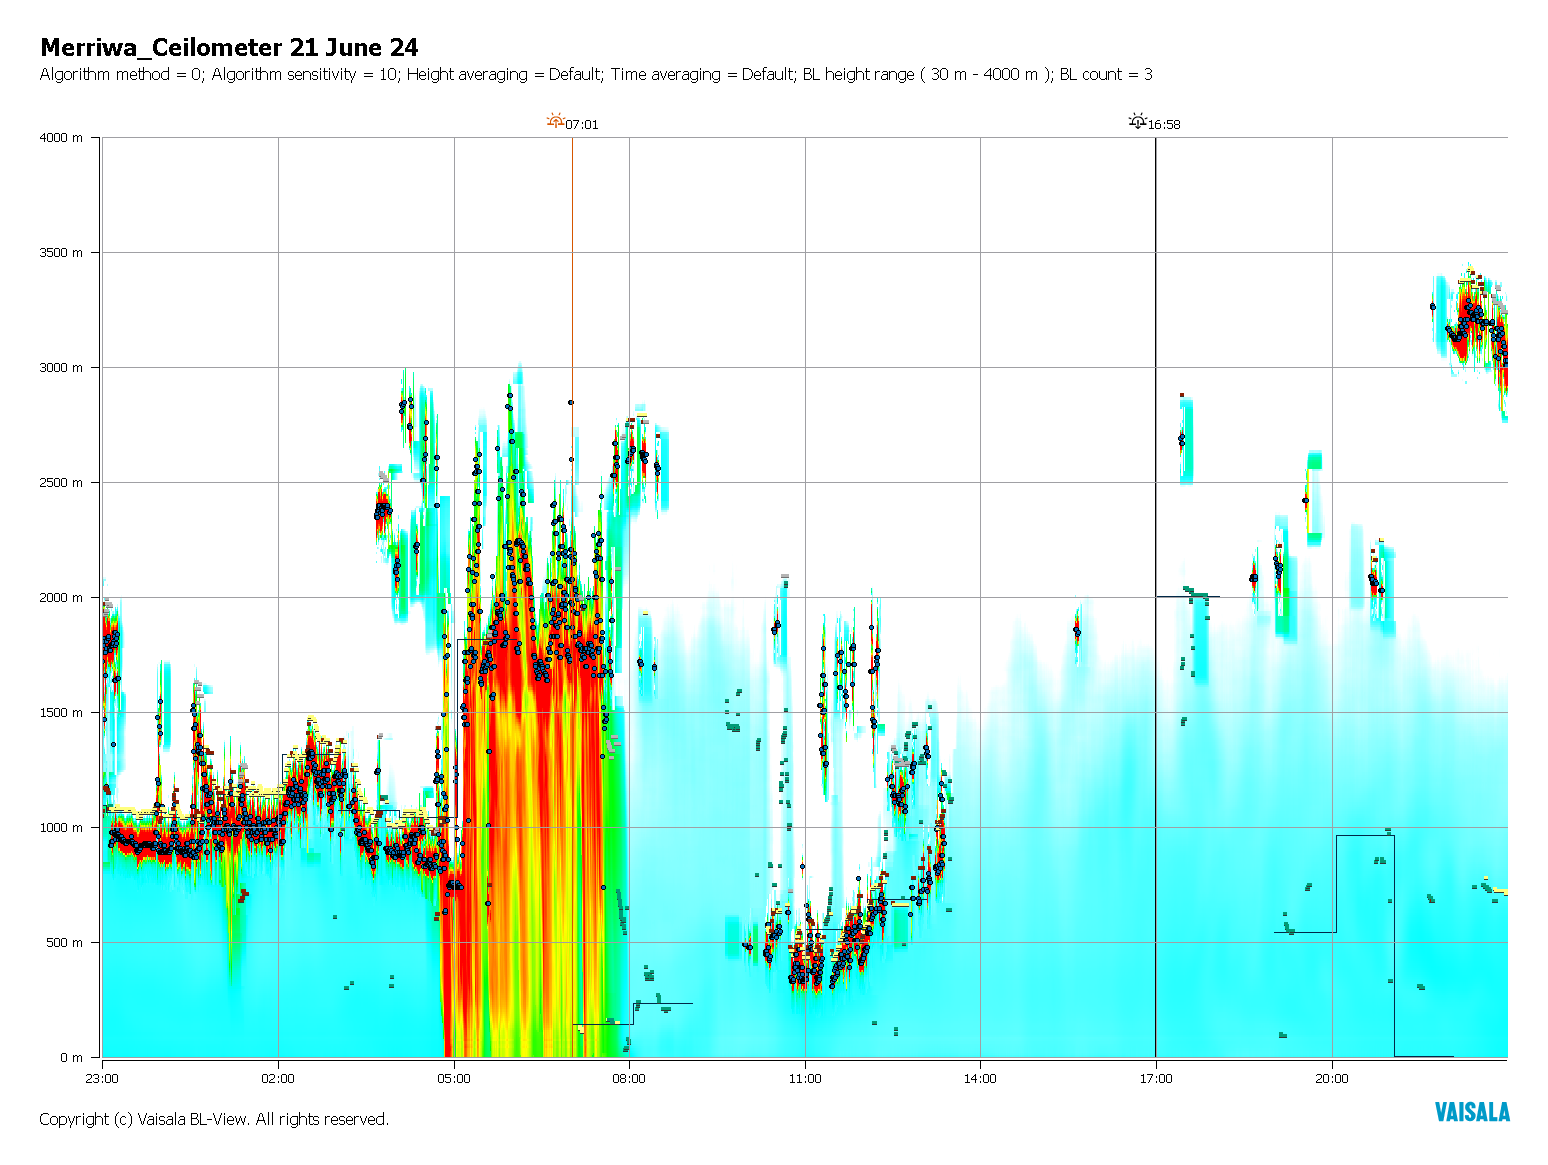 Merriwa_Ceilometer 21 June 24
Algorithm method = 0; Algorithm sensitivity = 10; Height averaging = Default; Time averaging = Default; BL height range ( 30 m - 4000 m ); BL count = 3
07:01
16:58
4000 m
3500 m
3000 m
2500 m
2000 m
1500 m
1000 m
500 m
0 m
23:00
02:00
05:00
08:00
11:00
14:00
17:00
20:00
Copyright (c) Vaisala BL-View. All rights reserved.
VAISALA